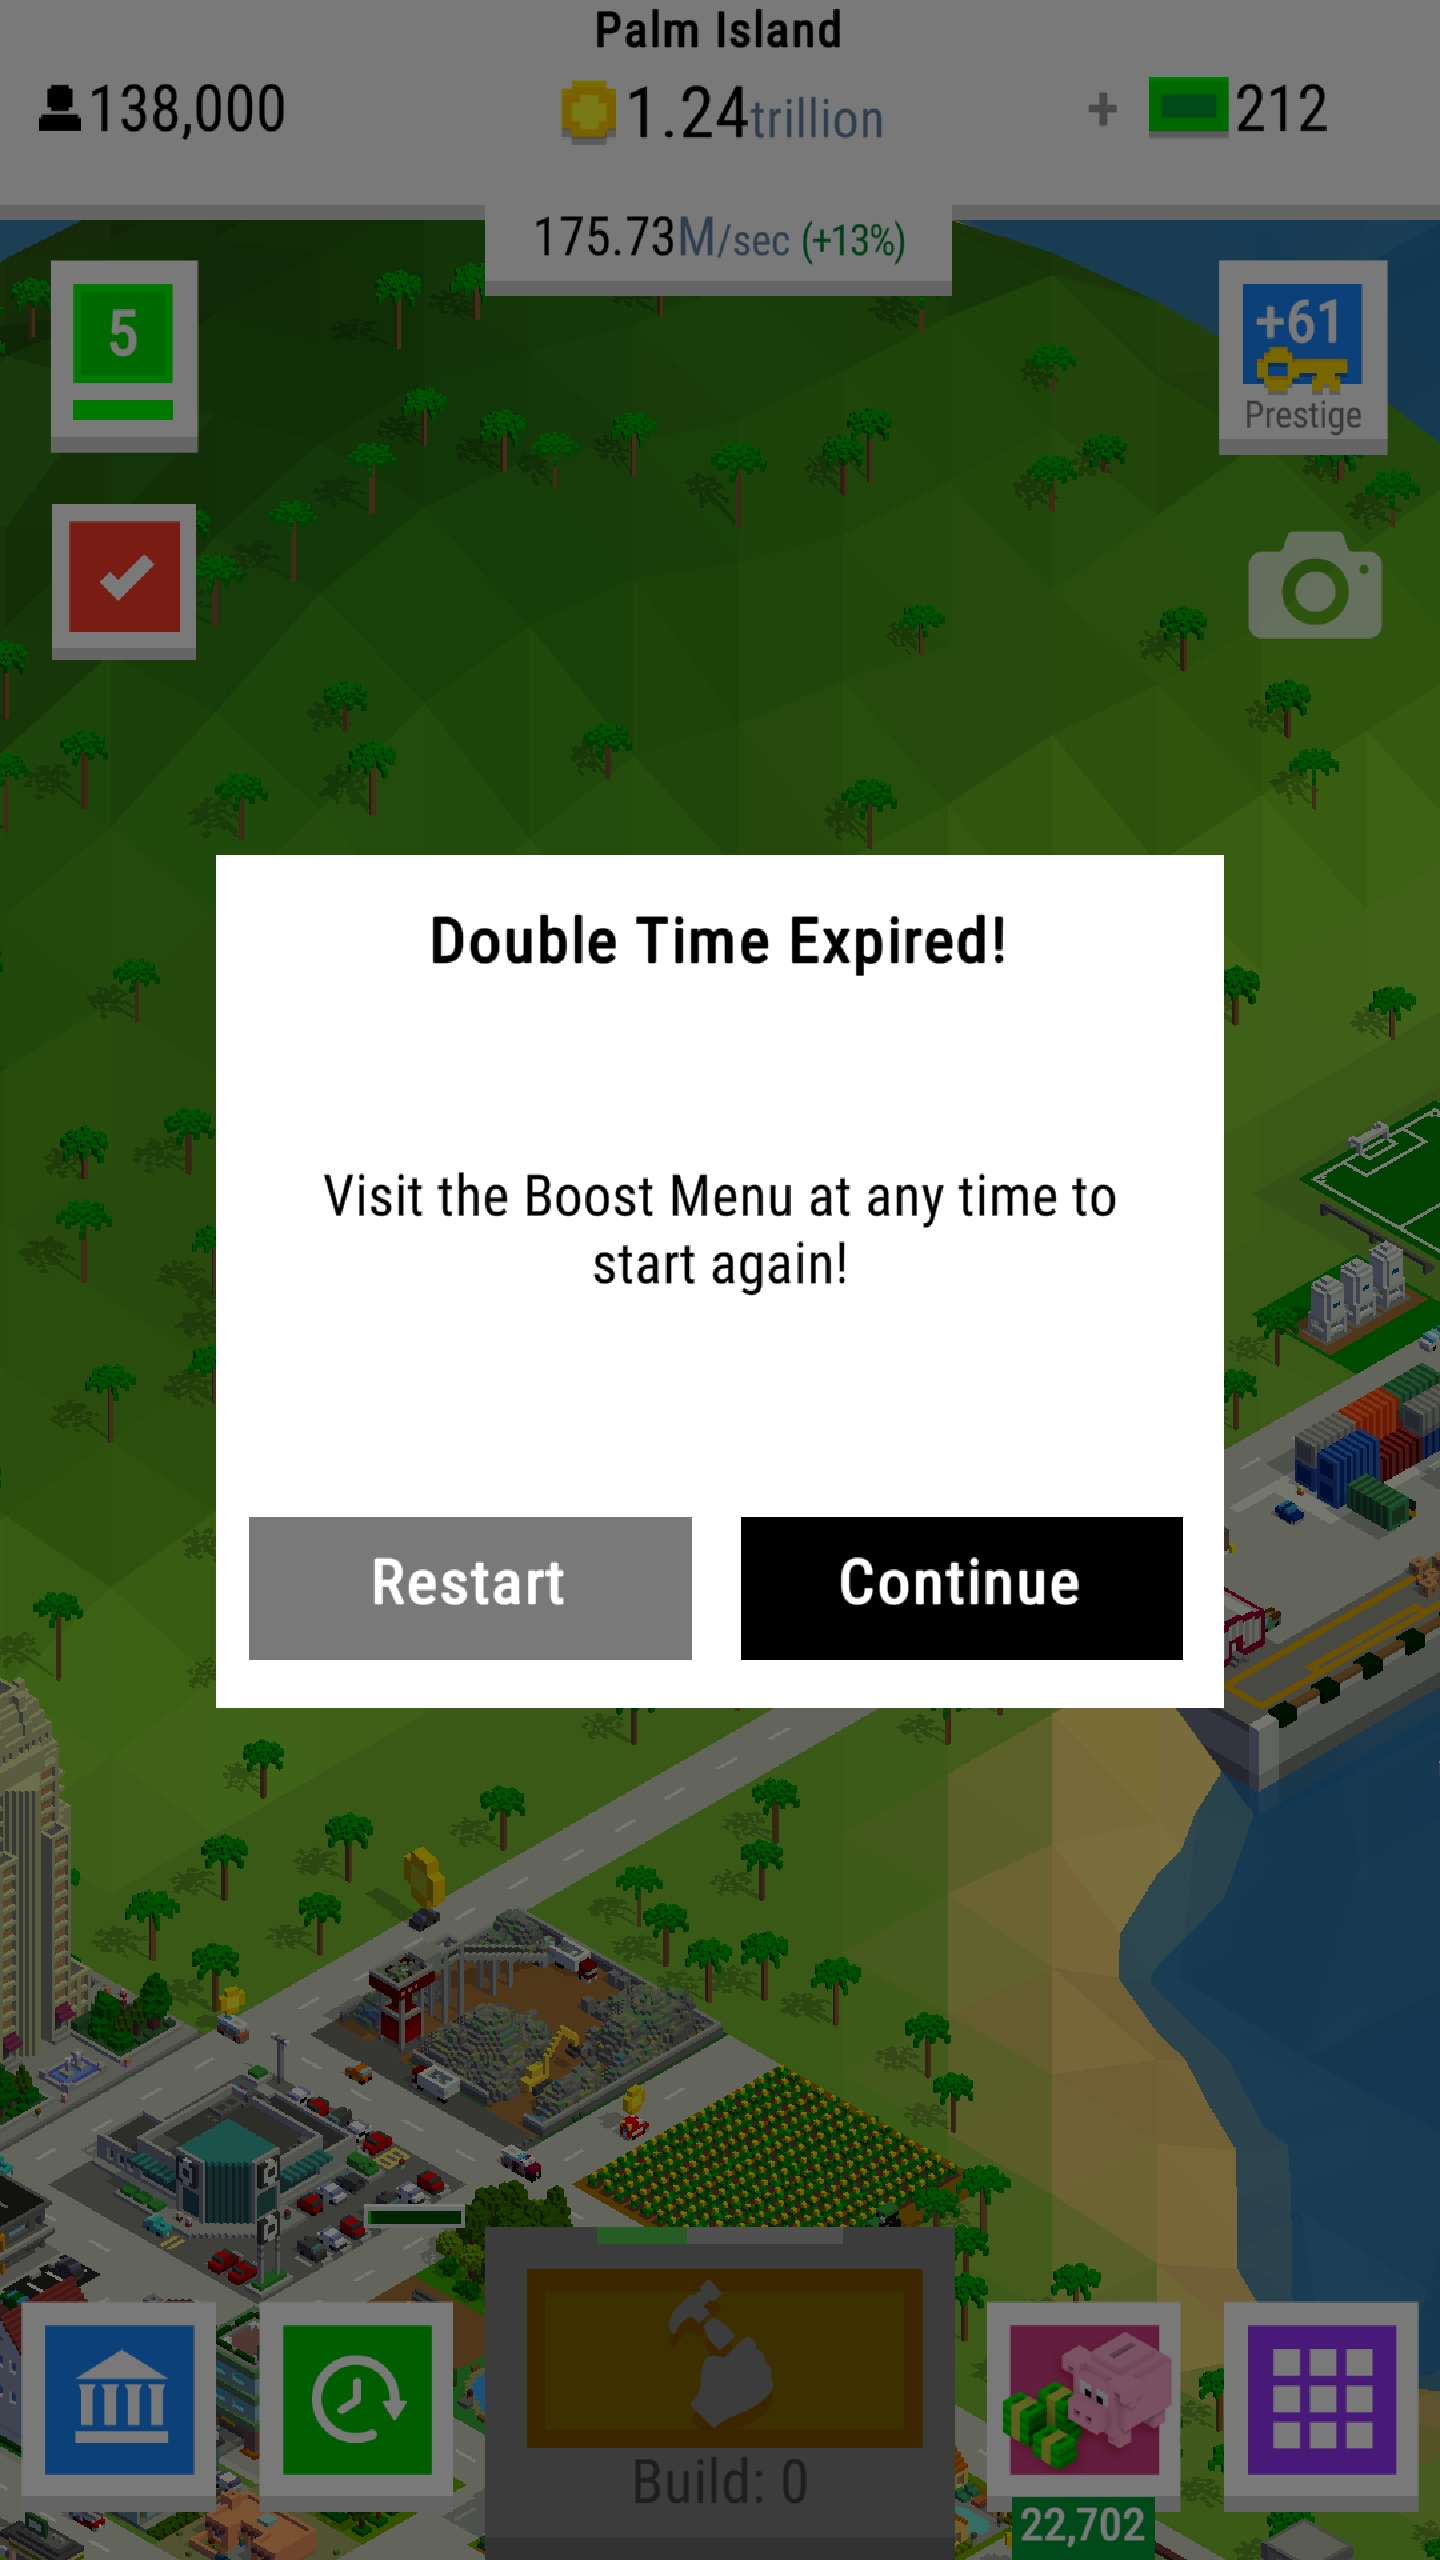 Palm Island
138,000
1.24trillion
+ 212
175.73M/sec (+13%)
5
+61
Prestige
Double Time Expired!
Visit the Boost Menu at any time to
start again!
Restart
Continue
Build: 0
22,702